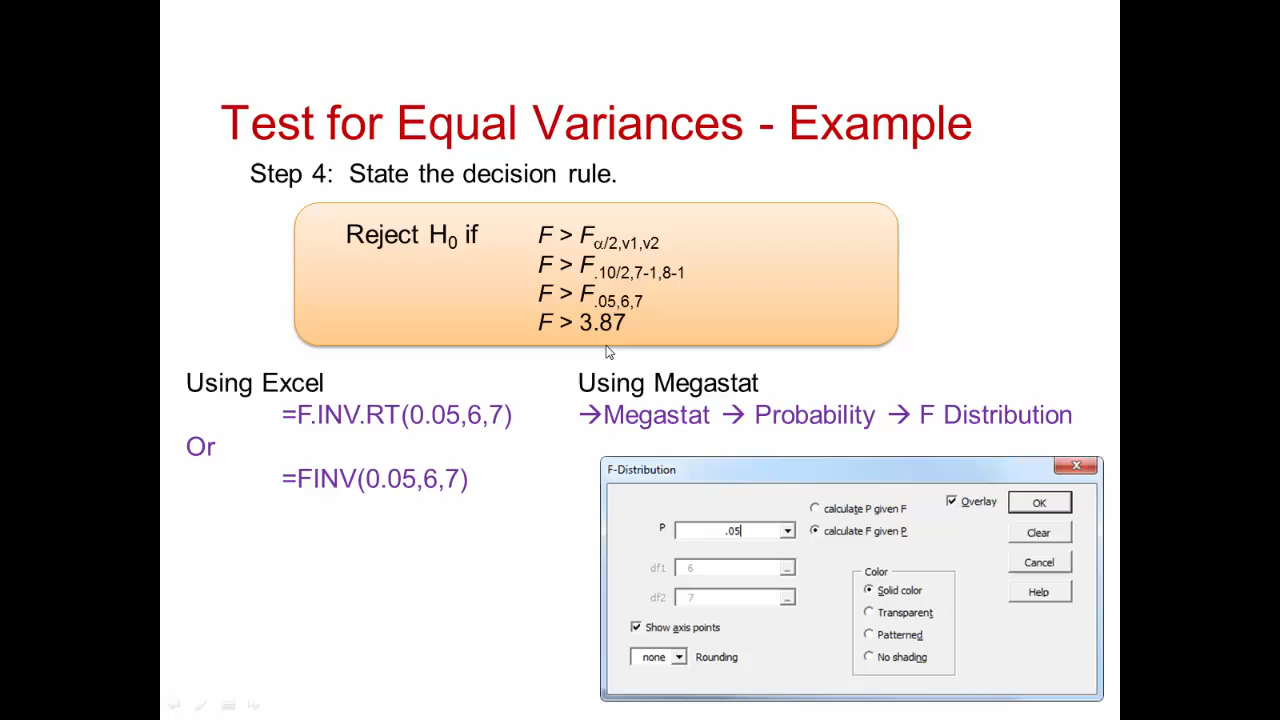 Test for Equal Variances - Example
Step 4: State the decision rule.
Reject H0 if F > Fα/2,v1,v2
F > F.10/2,7-1,8-1
F > F.05,6,7
F > 3.87
Using Excel
=F.INV.RT(0.05,6,7)
Or
=FINV(0.05,6,7)
Using Megastat
→Megastat → Probability → F Distribution
F-Distribution
calculate P given F
Overlay
OK
P .05
calculate F given P.
Clear
df1 6
...
Cancel
df2 7
...
Color
Solid color
Help
Transparent
Show axis points
Patterned
none Rounding
No shading